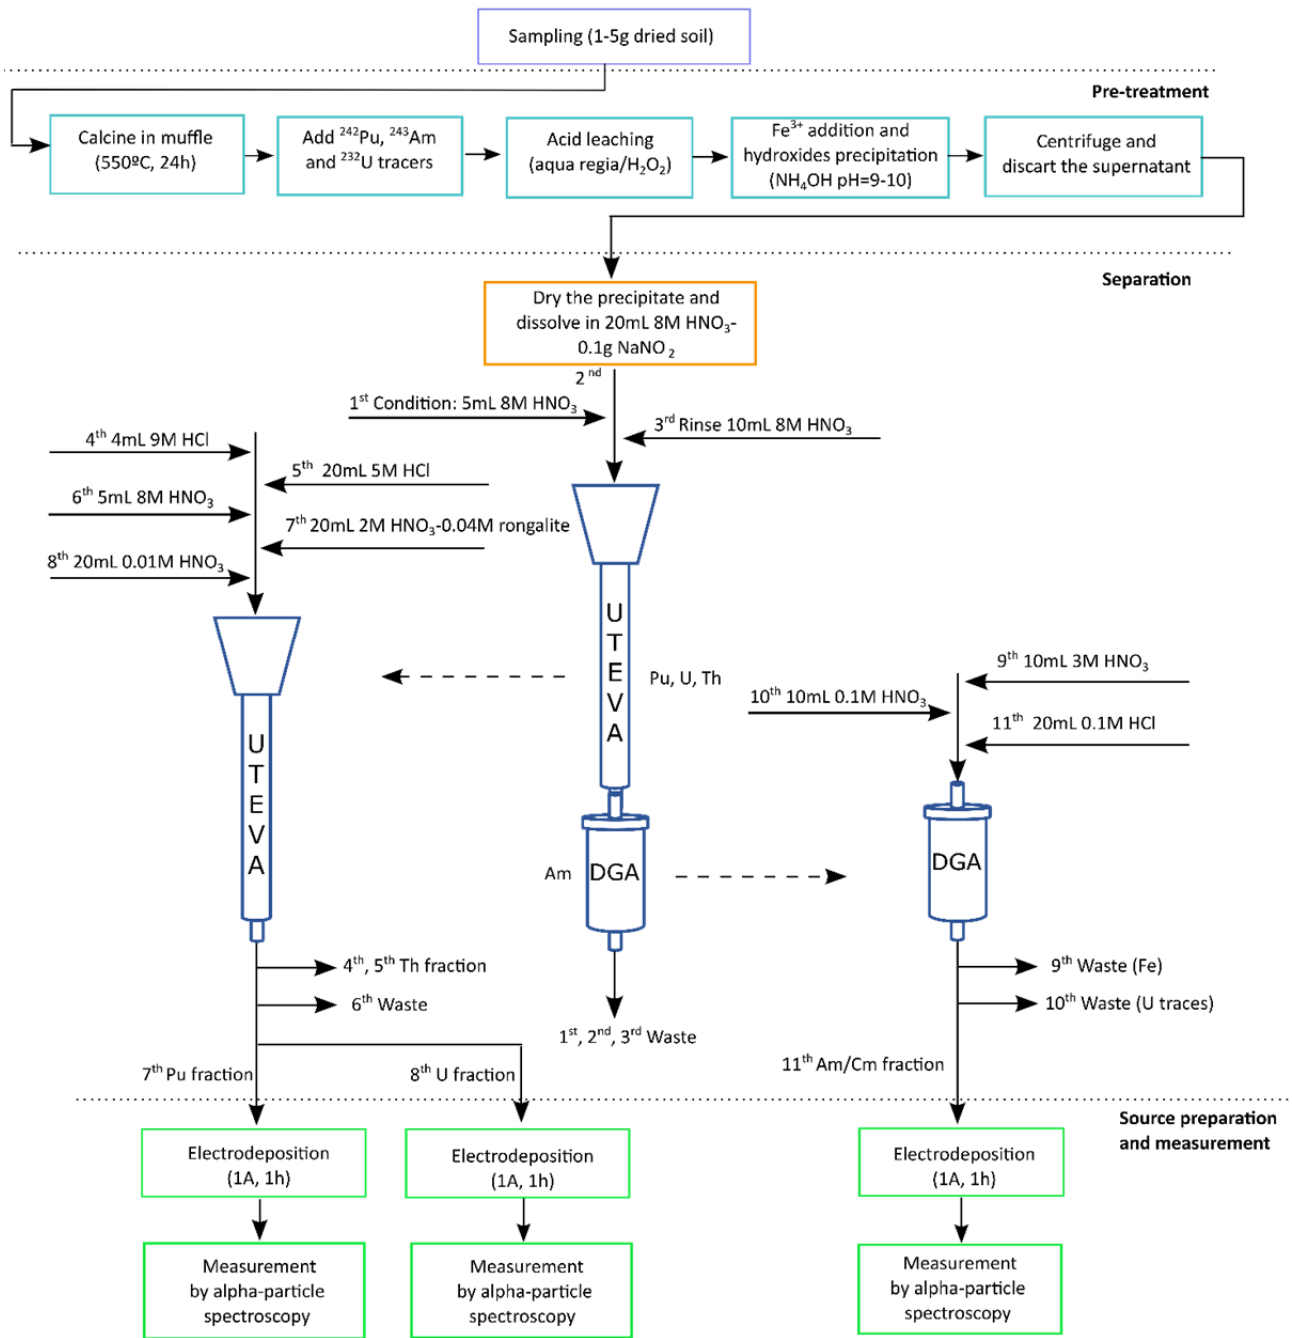 Sampling (1-5g dried soil)
Pre-treatment
Calcine in muffle
(550ºC, 24h)
Add ²⁴²Pu, ²⁴³Am
and ²³²U tracers
Acid leaching
(aqua regia/H₂O₂)
Fe³⁺ addition and
hydroxides precipitation
(NH₄OH pH=9-10)
Centrifuge and
discart the supernatant
Separation
Dry the precipitate and
dissolve in 20mL 8M HNO₃-
0.1g NaNO₂
2ⁿᵈ
1ˢᵗ Condition: 5mL 8M HNO₃
3ʳᵈ Rinse 10mL 8M HNO₃
4ᵗʰ 4mL 9M HCl
5ᵗʰ 20mL 5M HCl
6ᵗʰ 5mL 8M HNO₃
7ᵗʰ 20mL 2M HNO₃-0.04M rongalite
8ᵗʰ 20mL 0.01M HNO₃
UTEVA
Pu, U, Th
UTEVA
9ᵗʰ 10mL 3M HNO₃
10ᵗʰ 10mL 0.1M HNO₃
11ᵗʰ 20mL 0.1M HCl
Am
DGA
DGA
4ᵗʰ, 5ᵗʰ Th fraction
6ᵗʰ Waste
1ˢᵗ, 2ⁿᵈ, 3ʳᵈ Waste
9ᵗʰ Waste (Fe)
10ᵗʰ Waste (U traces)
7ᵗʰ Pu fraction
8ᵗʰ U fraction
11ᵗʰ Am/Cm fraction
Source preparation
and measurement
Electrodeposition
(1A, 1h)
Electrodeposition
(1A, 1h)
Electrodeposition
(1A, 1h)
Measurement
by alpha-particle
spectroscopy
Measurement
by alpha-particle
spectroscopy
Measurement
by alpha-particle
spectroscopy